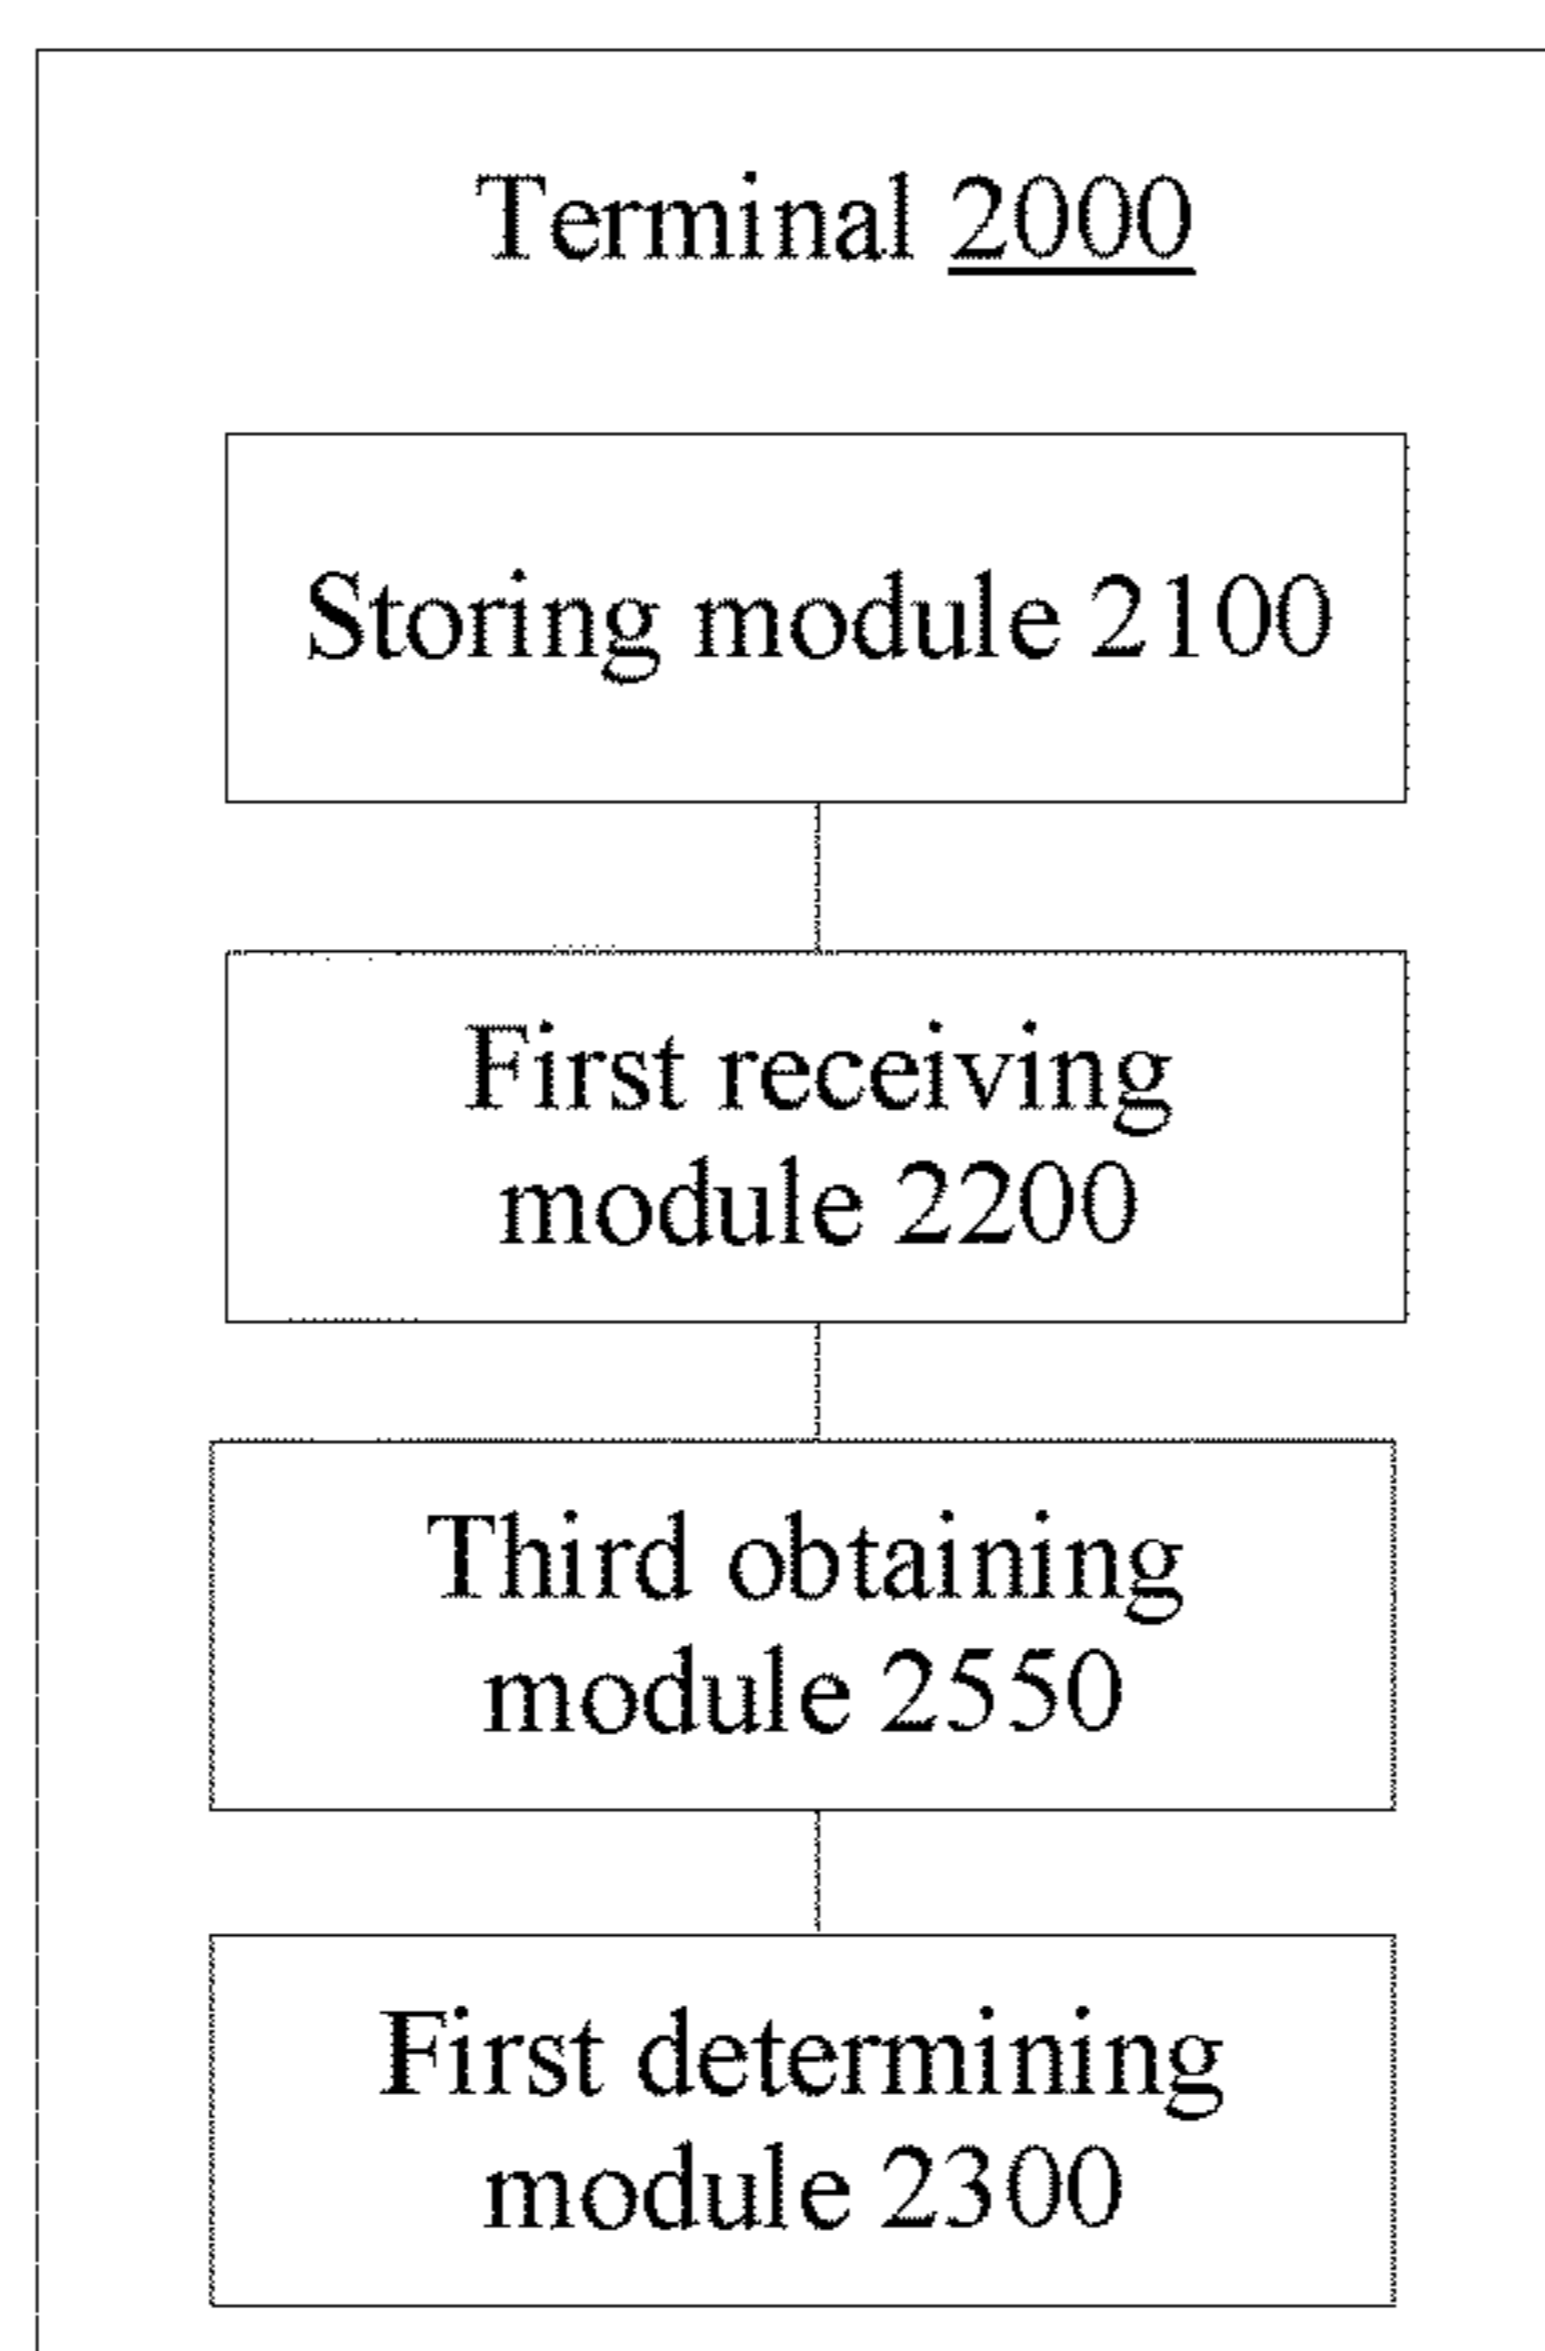 Terminal 2000
Storing module 2100
First receiving
module 2200
Third obtaining
module 2550
First determining
module 2300